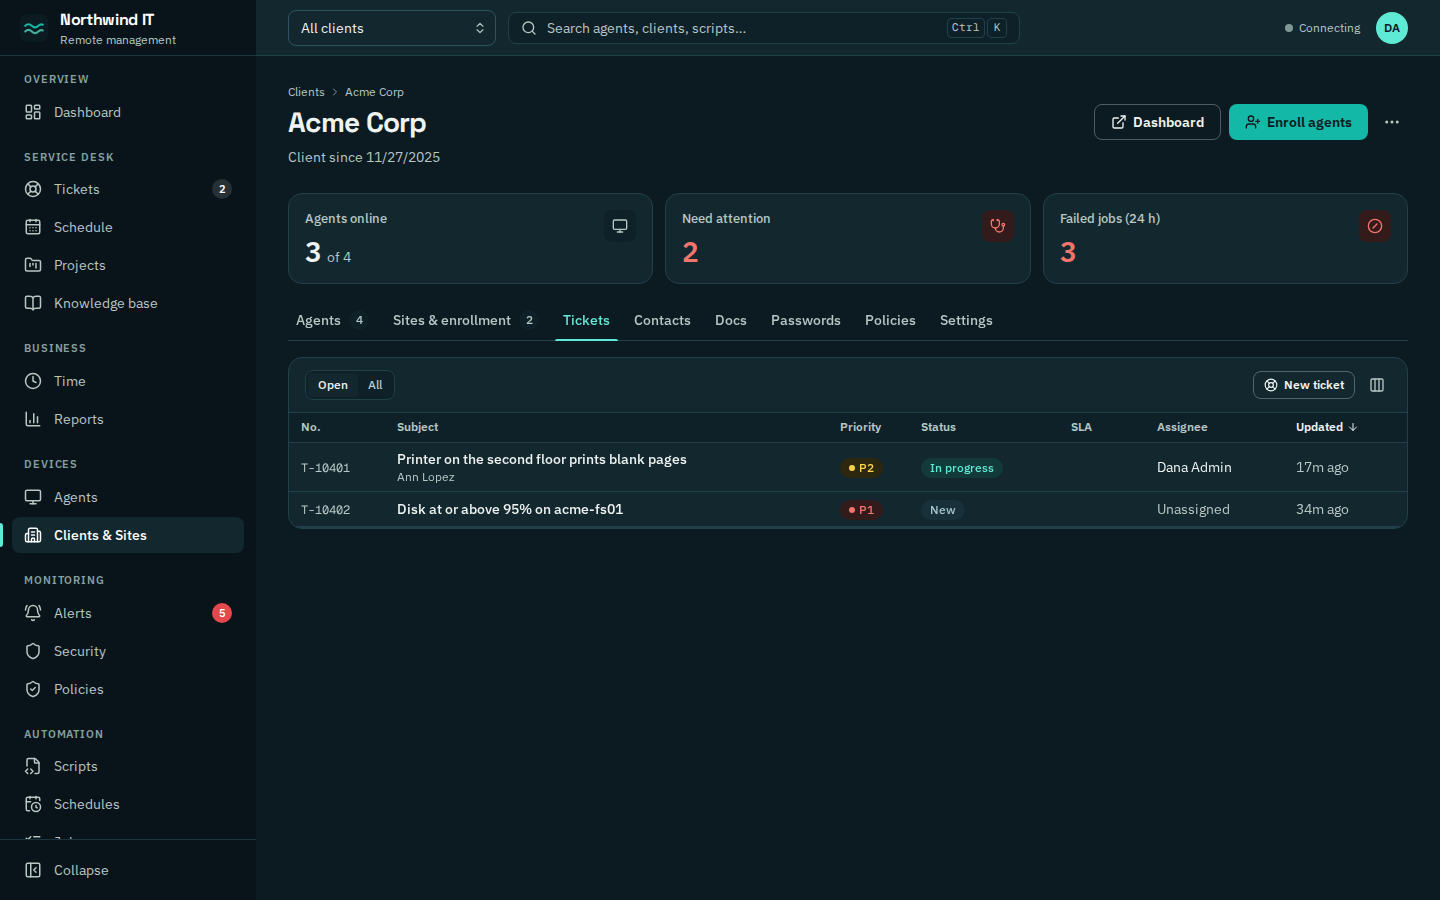 Northwind IT
Remote management
All clients
Search agents, clients, scripts...
Ctrl K
Connecting
DA
OVERVIEW
Dashboard
SERVICE DESK
Tickets 2
Schedule
Projects
Knowledge base
BUSINESS
Time
Reports
DEVICES
Agents
Clients & Sites
MONITORING
Alerts 5
Security
Policies
AUTOMATION
Scripts
Schedules
Collapse
Clients > Acme Corp
Acme Corp
Client since 11/27/2025
Dashboard
Enroll agents
Agents online
3 of 4
Need attention
2
Failed jobs (24 h)
3
Agents 4 Sites & enrollment 2 Tickets Contacts Docs Passwords Policies Settings
Open All
New ticket
No. Subject Priority Status SLA Assignee Updated ↓
T-10401 Printer on the second floor prints blank pages P2 In progress Dana Admin 17m ago
Ann Lopez
T-10402 Disk at or above 95% on acme-fs01 P1 New Unassigned 34m ago